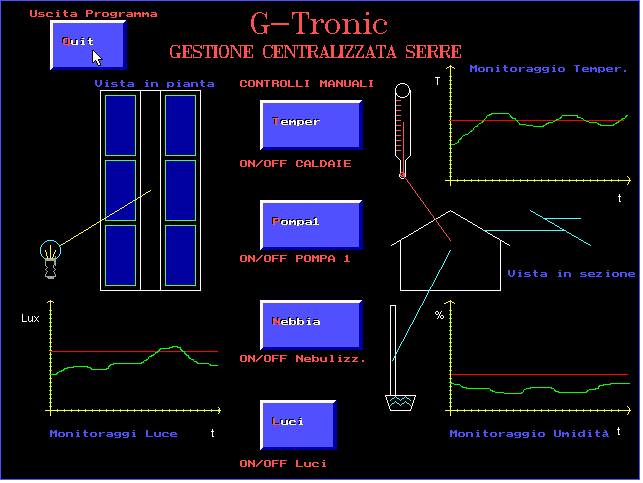 Uscita Programma
G-Tronic
Quit
GESTIONE CENTRALIZZATA SERRE
Monitoraggio Temper.
Vista in pianta
CONTROLLI MANUALI
T
Temper
ON/OFF CALDAIE
t
Pompa1
ON/OFF POMPA 1
Vista in sezione
Lux
Nebbia
%
ON/OFF Nebulizz.
Luci
Monitoraggi Luce
t
Monitoraggio Umidità
t
ON/OFF Luci